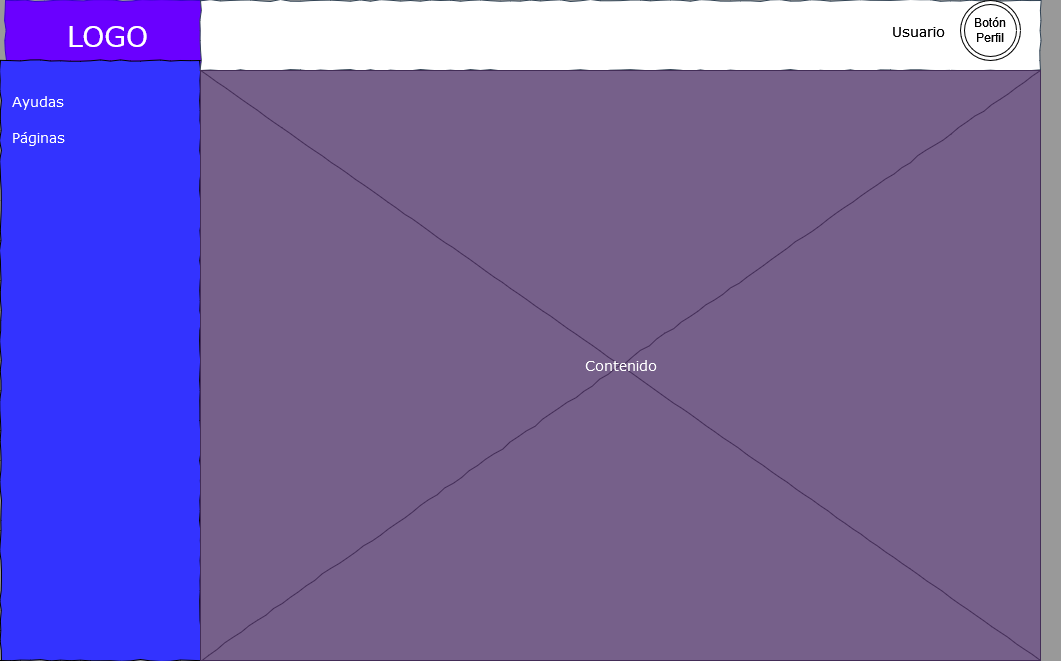 LOGO
Usuario
Botón
Perfil
Ayudas
Páginas
Contenido